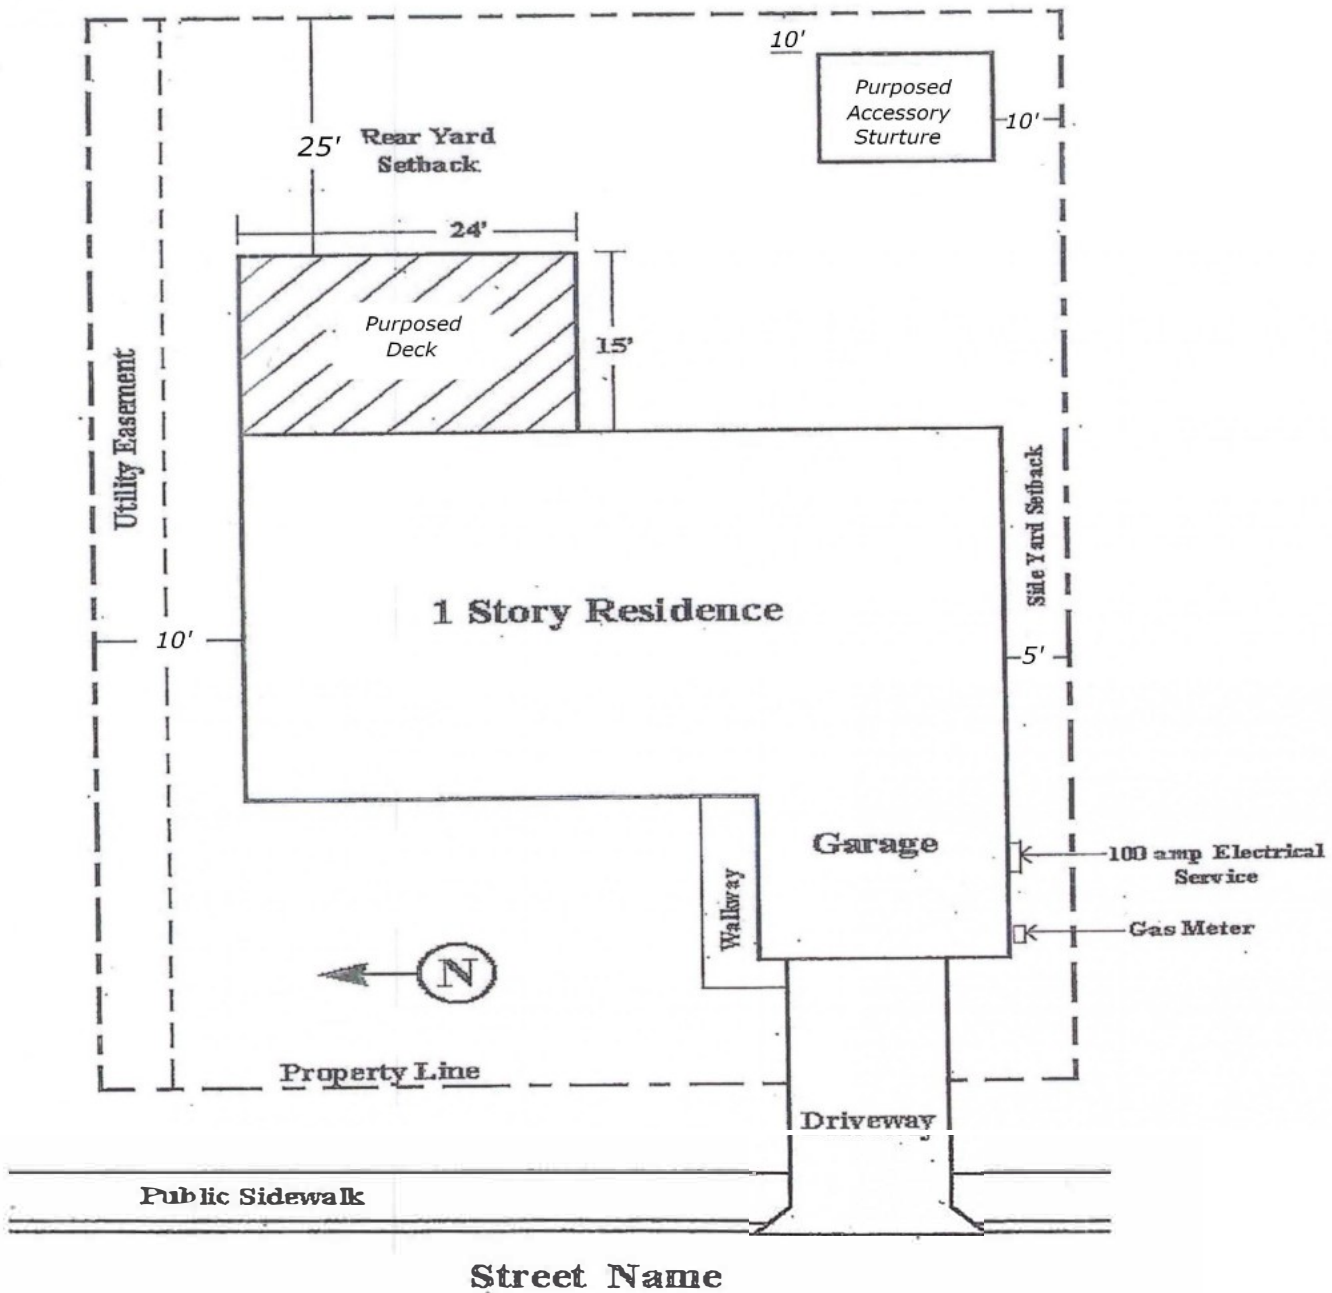 10'
Purposed
Accessory
Sturture
10'
25'
Rear Yard
Setback
24'
Purposed
Deck
15'
Utility Easement
Side Yard Setback
1 Story Residence
10'
5'
Garage
100 amp Electrical
Service
Walkway
Gas Meter
N
Property Line
Driveway
Public Sidewalk
Street Name